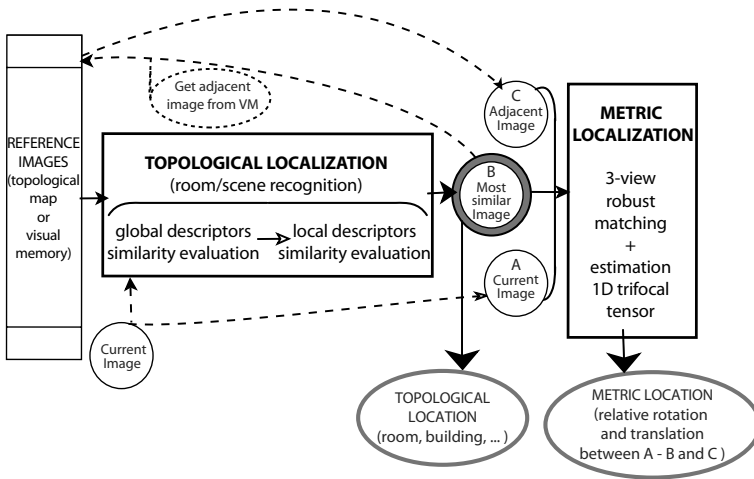 REFERENCE
IMAGES
(topological
map
or
visual
memory)
Get adjacent
image from VM
TOPOLOGICAL LOCALIZATION
(room/scene recognition)
global descriptors
similarity evaluation
local descriptors
similarity evaluation
Current
Image
C
Adjacent
Image
B
Most
similar
Image
A
Current
Image
METRIC
LOCALIZATION
3-view
robust
matching
+
estimation
1D trifocal
tensor
TOPOLOGICAL
LOCATION
(room, building, ... )
METRIC LOCATION
(relative rotation
and translation
between A - B and C )